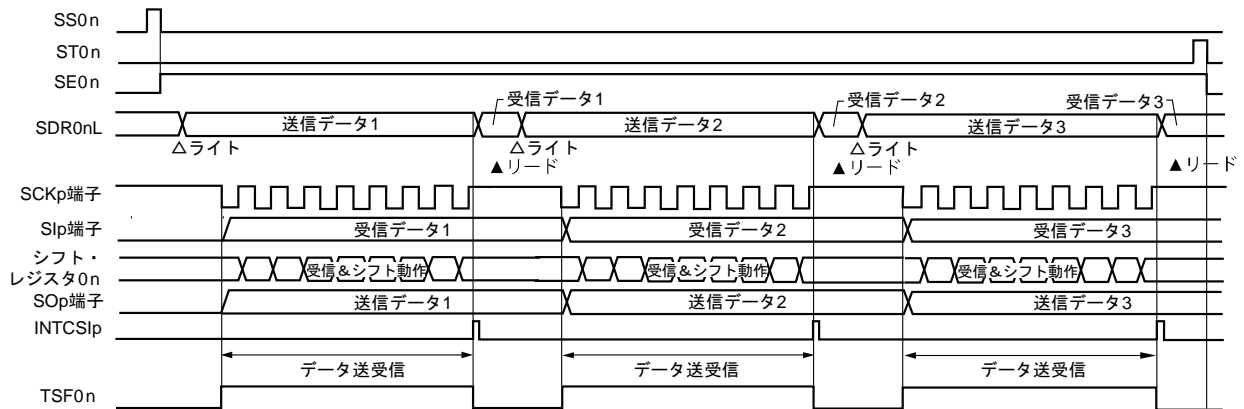 SS0n
ST0n
SE0n
受信データ1 受信データ2 受信データ3
SDR0nL 送信データ1 送信データ2 送信データ3
△ライト △ライト △ライト
▲リード ▲リード ▲リード
SCKp端子
SIp端子 受信データ1 受信データ2 受信データ3
シフト・
レジスタ0n 受信&シフト動作 受信&シフト動作 受信&シフト動作
SOp端子 送信データ1 送信データ2 送信データ3
INTCSIp
データ送受信 データ送受信 データ送受信
TSF0n